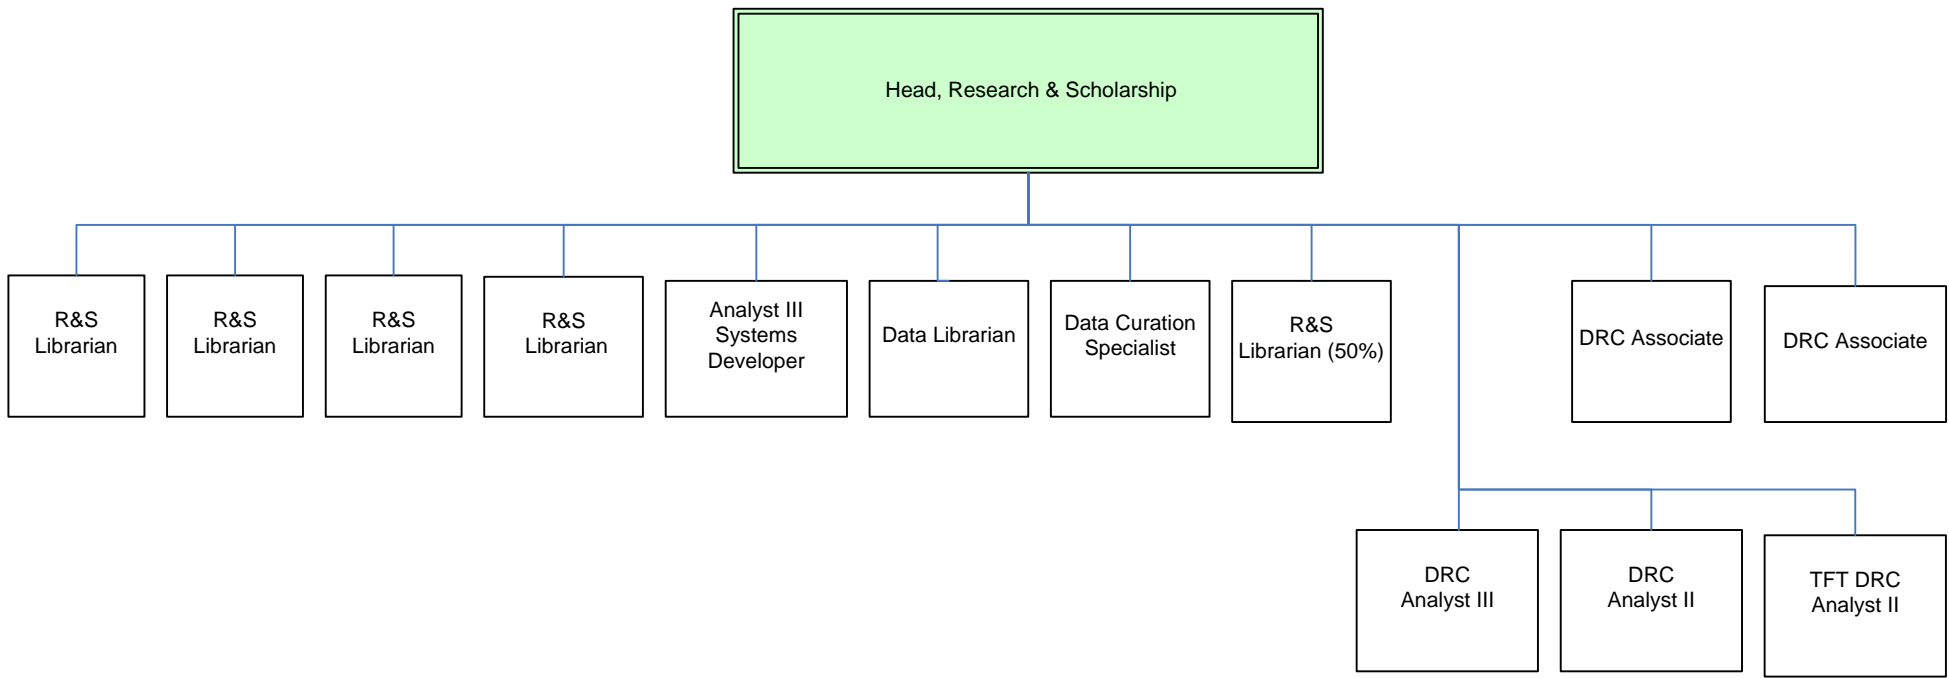 Head, Research & Scholarship
R&S
Librarian
R&S
Librarian
R&S
Librarian
R&S
Librarian
Analyst III
Systems
Developer
Data Librarian
Data Curation
Specialist
R&S
Librarian (50%)
DRC Associate
DRC Associate
DRC
Analyst III
DRC
Analyst II
TFT DRC
Analyst II